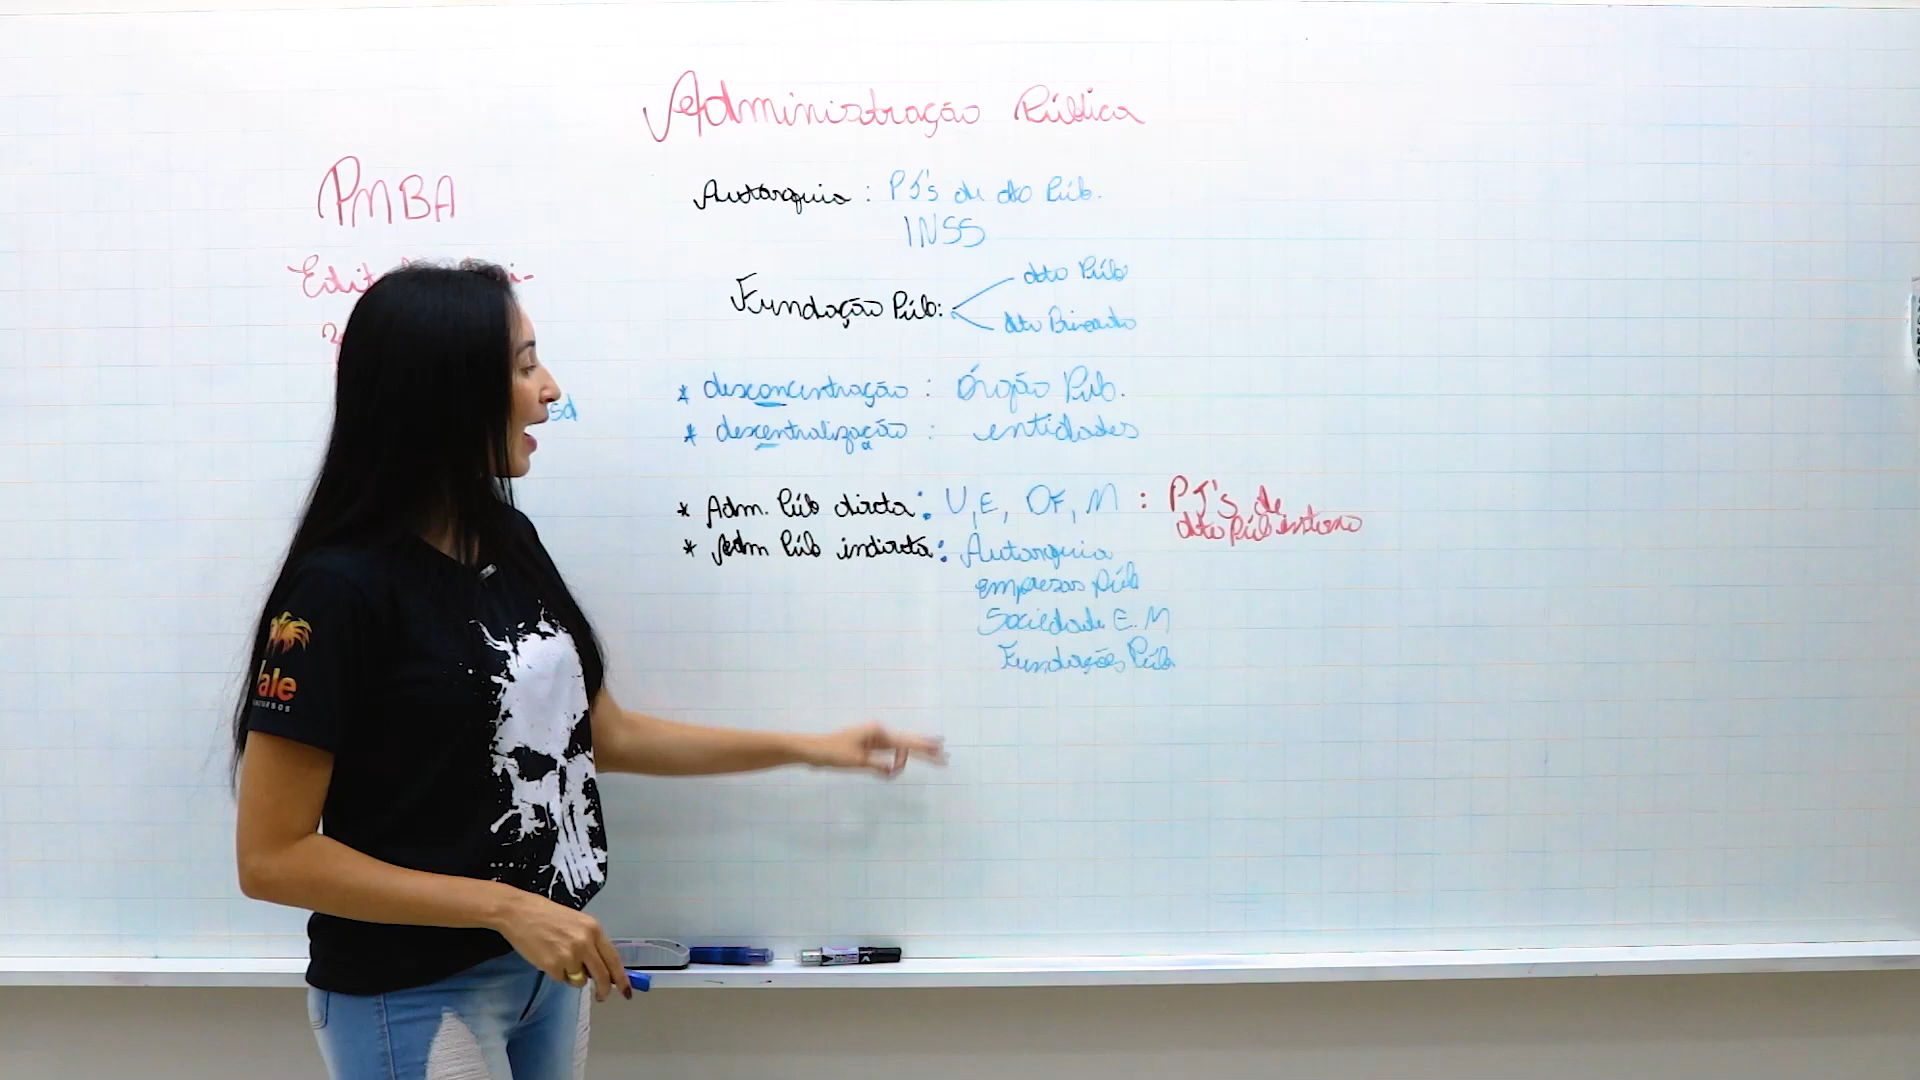 Administração Pública
PMBA
Autarquia : PJ's de dto Púb.
INSS
Fundação Púb: dto Púb
dto Privado
* desconcentração : Órgão Púb.
* descentralização : entidades
* Adm. Púb direta : U, E, DF, M : PJ's de
dto Púb interno
* Adm Púb indireta : Autarquia
empresas Púb
Sociedade E. M
Fundações Púb
sd
ale